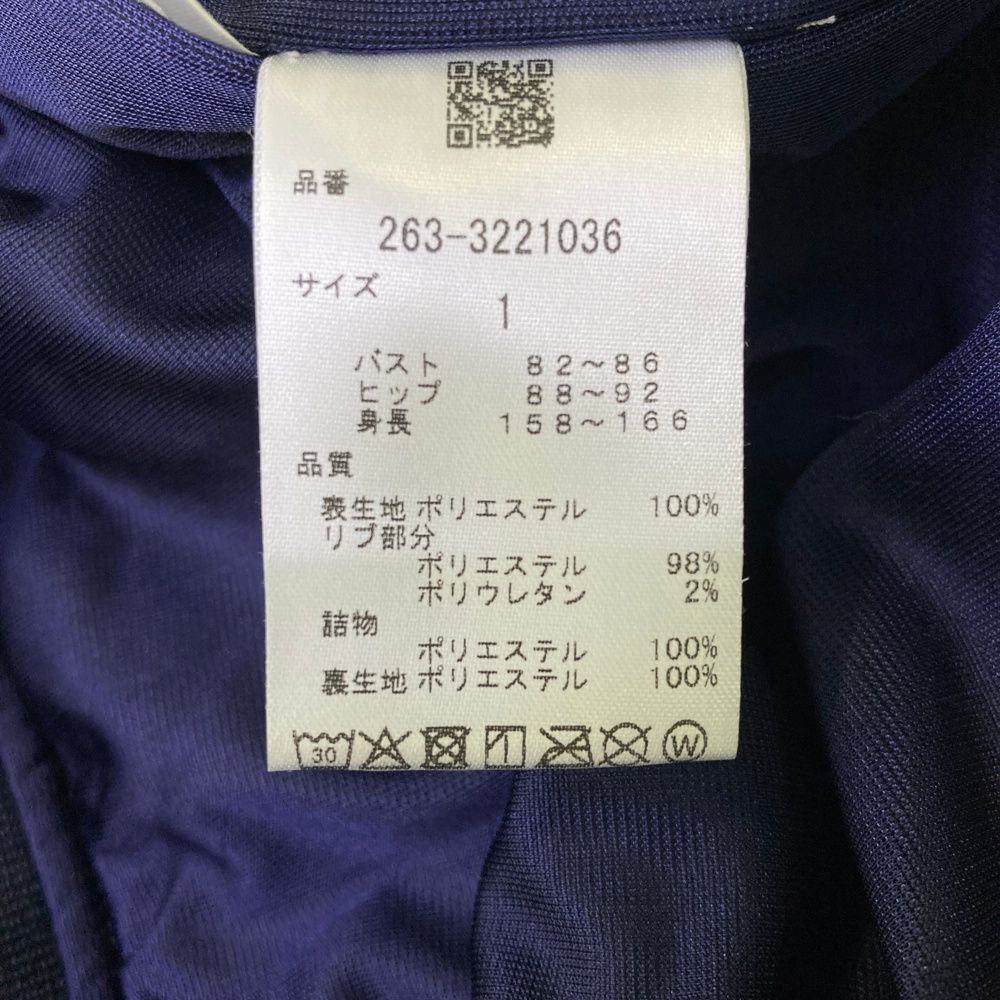 品番
263-3221036
サイズ
1
バスト 82～86
ヒップ 88～92
身長 158～166
品質
表生地 ポリエステル 100%
リブ部分
ポリエステル 98%
ポリウレタン 2%
詰物
ポリエステル 100%
裏生地 ポリエステル 100%
30 W